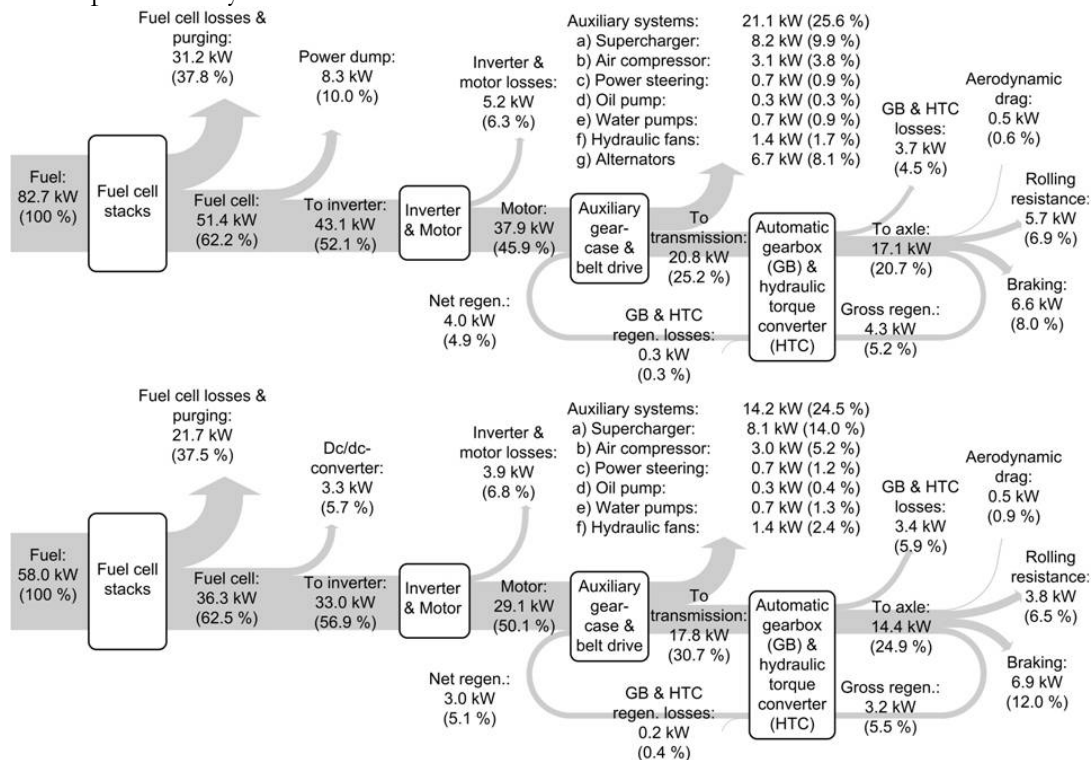 Fuel cell losses &
purging:
31.2 kW
(37.8 %)
Power dump:
8.3 kW
(10.0 %)
Inverter &
motor losses:
5.2 kW
(6.3 %)
Auxiliary systems: 21.1 kW (25.6 %)
a) Supercharger: 8.2 kW (9.9 %)
b) Air compressor: 3.1 kW (3.8 %)
c) Power steering: 0.7 kW (0.9 %)
d) Oil pump: 0.3 kW (0.3 %)
e) Water pumps: 0.7 kW (0.9 %)
f) Hydraulic fans: 1.4 kW (1.7 %)
g) Alternators 6.7 kW (8.1 %)
GB & HTC
losses:
3.7 kW
(4.5 %)
Aerodynamic
drag:
0.5 kW
(0.6 %)
Fuel:
82.7 kW
(100 %)
Fuel cell
stacks
Fuel cell:
51.4 kW
(62.2 %)
To inverter:
43.1 kW
(52.1 %)
Inverter
& Motor
Motor:
37.9 kW
(45.9 %)
Auxiliary
gear-
case &
belt drive
To
transmission:
20.8 kW
(25.2 %)
Automatic
gearbox
(GB) &
hydraulic
torque
converter
(HTC)
To axle:
17.1 kW
(20.7 %)
Rolling
resistance:
5.7 kW
(6.9 %)
Braking:
6.6 kW
(8.0 %)
Net regen.:
4.0 kW
(4.9 %)
GB & HTC
regen. losses:
0.3 kW
(0.3 %)
Gross regen.:
4.3 kW
(5.2 %)
Fuel cell losses &
purging:
21.7 kW
(37.5 %)
Dc/dc-
converter:
3.3 kW
(5.7 %)
Inverter &
motor losses:
3.9 kW
(6.8 %)
Auxiliary systems: 14.2 kW (24.5 %)
a) Supercharger: 8.1 kW (14.0 %)
b) Air compressor: 3.0 kW (5.2 %)
c) Power steering: 0.7 kW (1.2 %)
d) Oil pump: 0.3 kW (0.4 %)
e) Water pumps: 0.7 kW (1.3 %)
f) Hydraulic fans: 1.4 kW (2.4 %)
GB & HTC
losses:
3.4 kW
(5.9 %)
Aerodynamic
drag:
0.5 kW
(0.9 %)
Fuel:
58.0 kW
(100 %)
Fuel cell
stacks
Fuel cell:
36.3 kW
(62.5 %)
To inverter:
33.0 kW
(56.9 %)
Inverter
& Motor
Motor:
29.1 kW
(50.1 %)
Auxiliary
gear-
case &
belt drive
To
transmission:
17.8 kW
(30.7 %)
Automatic
gearbox
(GB) &
hydraulic
torque
converter
(HTC)
To axle:
14.4 kW
(24.9 %)
Rolling
resistance:
3.8 kW
(6.5 %)
Braking:
6.9 kW
(12.0 %)
Net regen.:
3.0 kW
(5.1 %)
GB & HTC
regen. losses:
0.2 kW
(0.4 %)
Gross regen.:
3.2 kW
(5.5 %)